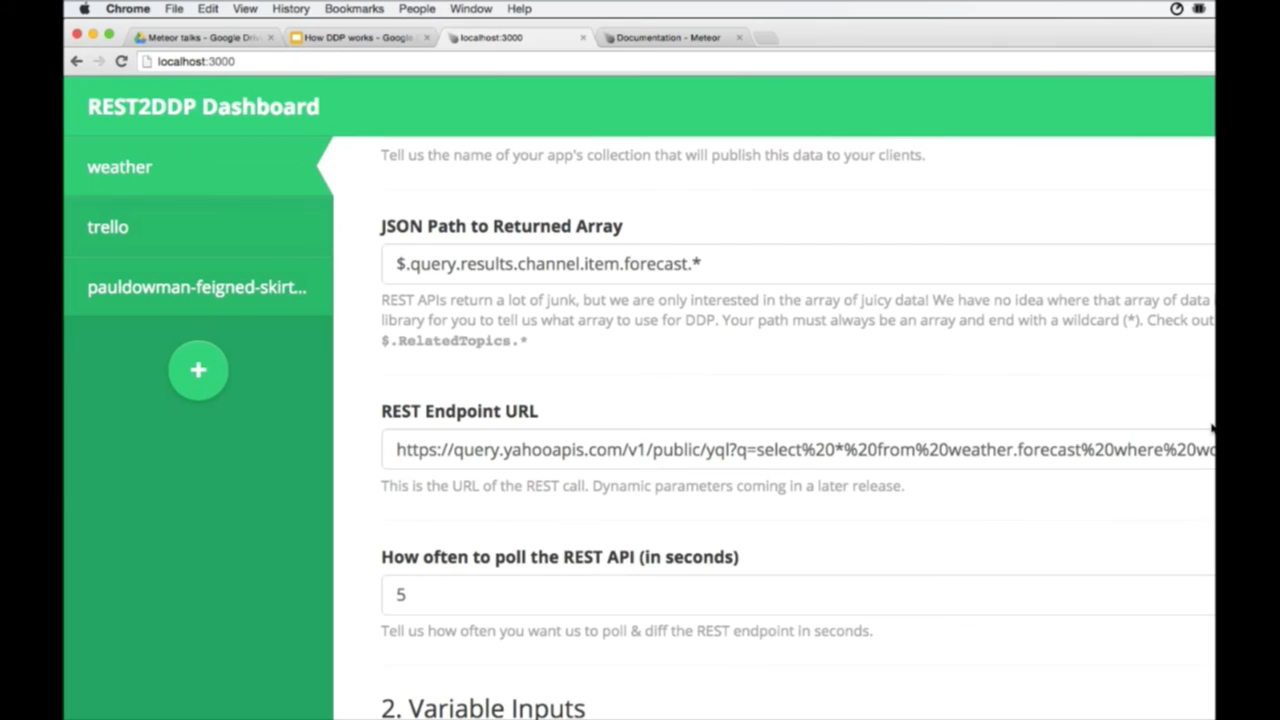 Chrome File Edit View History Bookmarks People Window Help
Meteor talks - Google Driv
How DDP works - Google
localhost:3000
Documentation - Meteor
localhost:3000
REST2DDP Dashboard
weather
trello
pauldowman-feigned-skirt...
+
Tell us the name of your app's collection that will publish this data to your clients.
JSON Path to Returned Array
$.query.results.channel.item.forecast.*
REST APIs return a lot of junk, but we are only interested in the array of juicy data! We have no idea where that array of data
library for you to tell us what array to use for DDP. Your path must always be an array and end with a wildcard (*). Check out
$.RelatedTopics.*
REST Endpoint URL
https://query.yahooapis.com/v1/public/yql?q=select%20*%20from%20weather.forecast%20where%20wo
This is the URL of the REST call. Dynamic parameters coming in a later release.
How often to poll the REST API (in seconds)
5
Tell us how often you want us to poll & diff the REST endpoint in seconds.
2. Variable Inputs